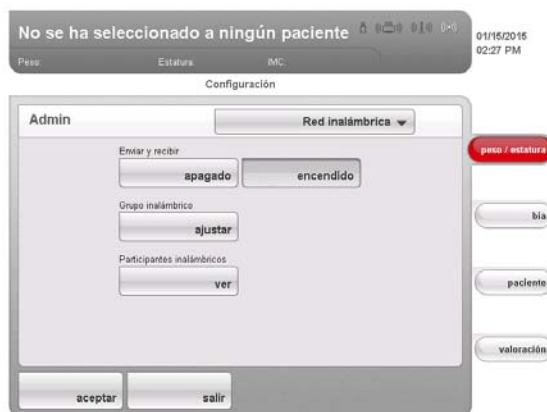 No se ha seleccionado a ningún paciente
01/15/2015
02:27 PM
Peso: Estatura: IMC:
Configuración
Admin
Red inalámbrica
Enviar y recibir
apagado
encendido
Grupo inalámbrico
ajustar
Participantes inalámbricos
ver
peso / estatura
bia
paciente
valoración
aceptar
salir